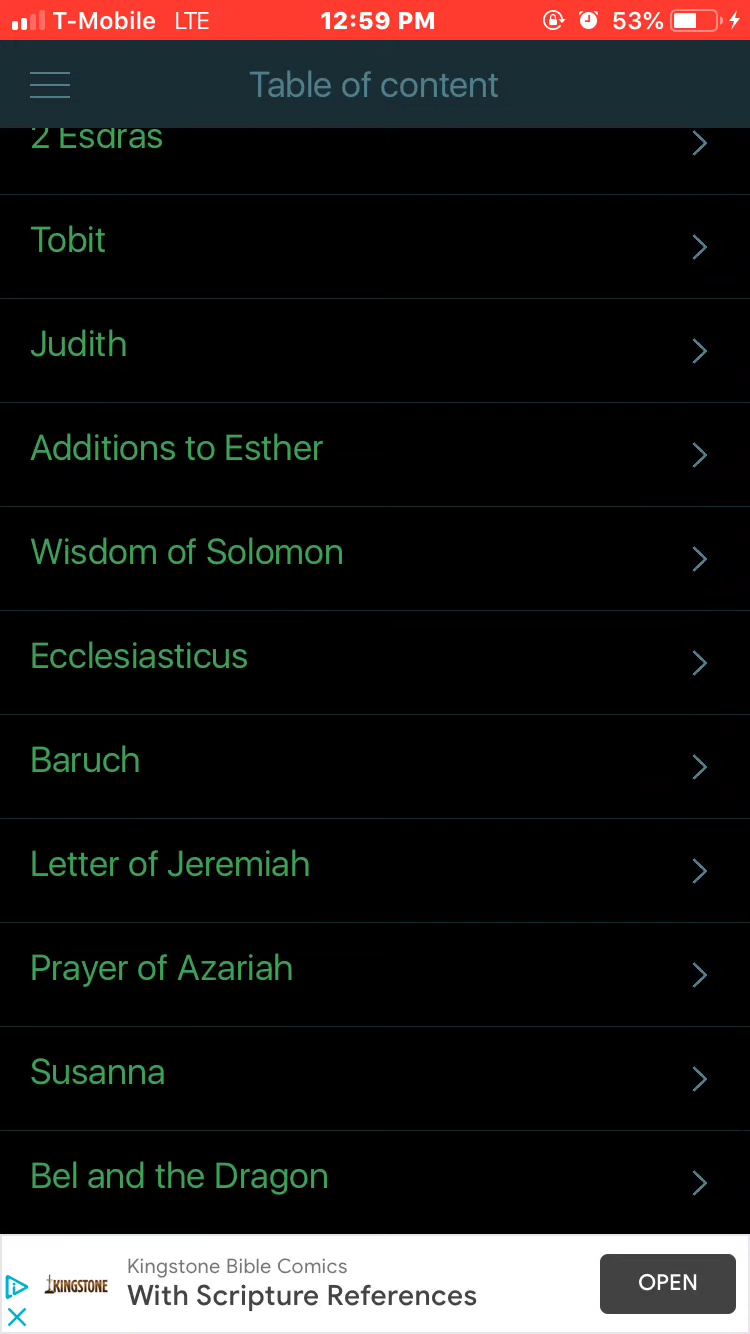 T-Mobile LTE 12:59 PM 53%
Table of content
2 Esdras
Tobit
Judith
Additions to Esther
Wisdom of Solomon
Ecclesiasticus
Baruch
Letter of Jeremiah
Prayer of Azariah
Susanna
Bel and the Dragon
Kingstone Bible Comics
KINGSTONE
With Scripture References
OPEN